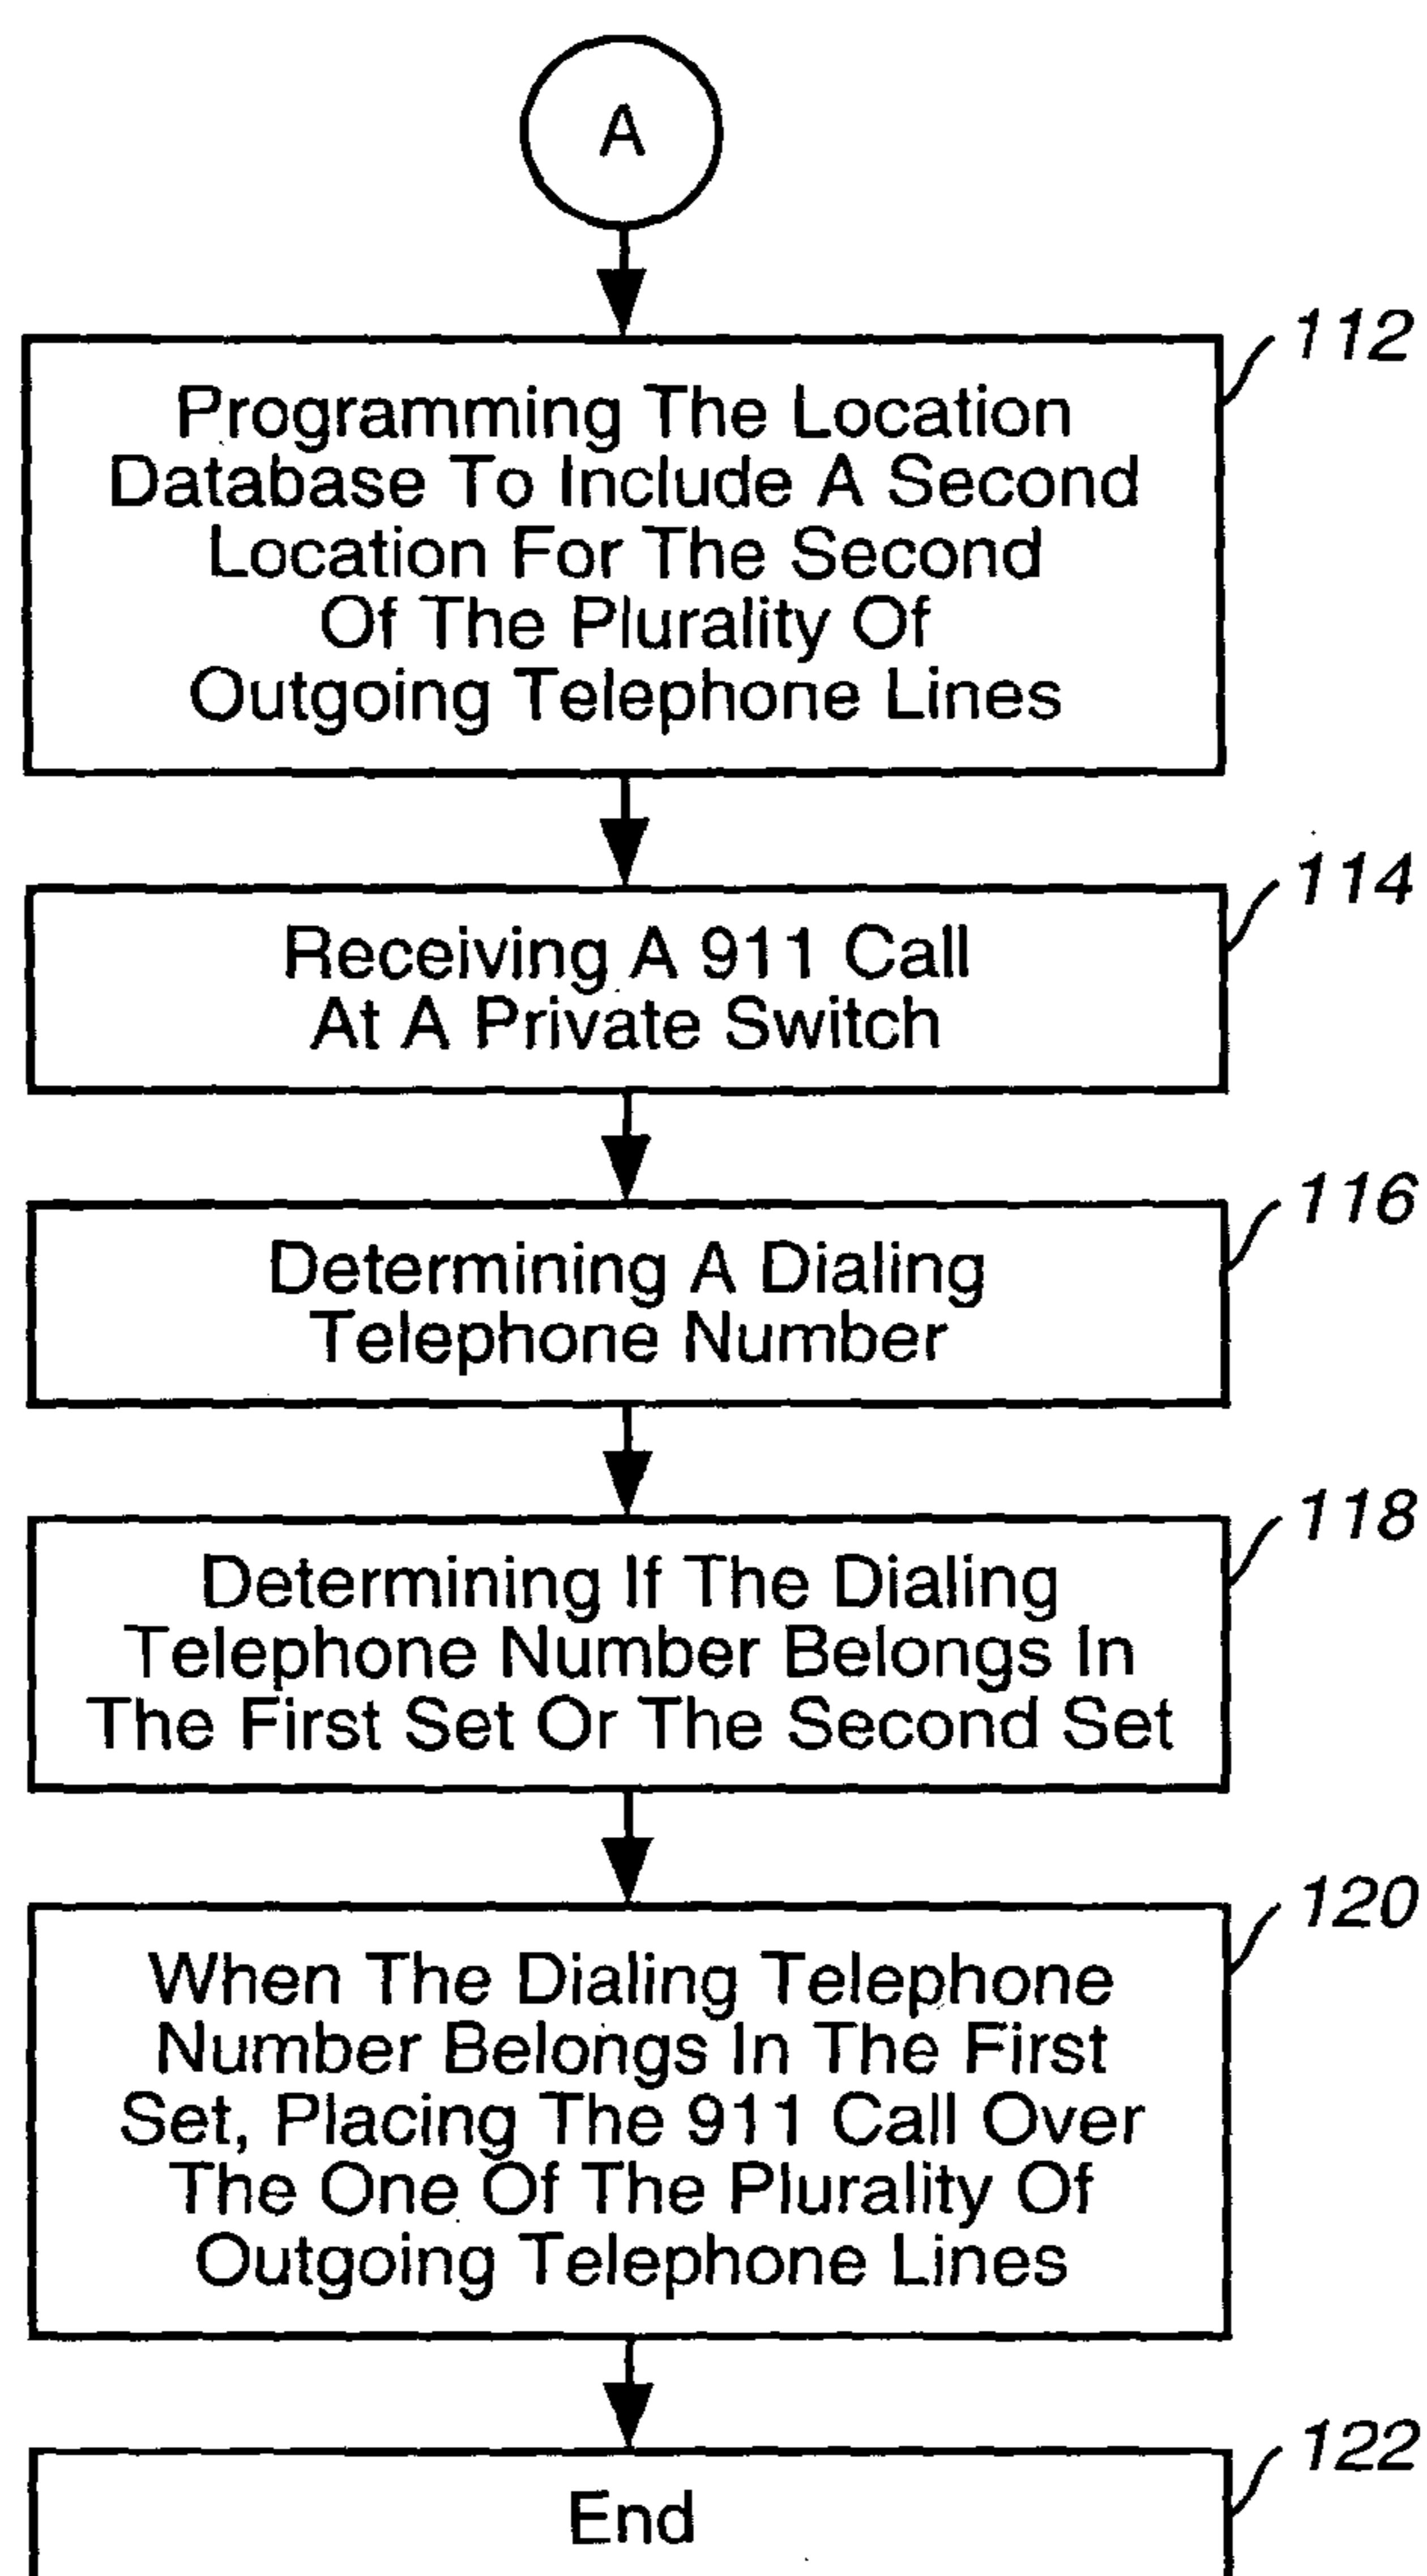 A
112
Programming The Location
Database To Include A Second
Location For The Second
Of The Plurality Of
Outgoing Telephone Lines
114
Receiving A 911 Call
At A Private Switch
116
Determining A Dialing
Telephone Number
118
Determining If The Dialing
Telephone Number Belongs In
The First Set Or The Second Set
120
When The Dialing Telephone
Number Belongs In The First
Set, Placing The 911 Call Over
The One Of The Plurality Of
Outgoing Telephone Lines
122
End